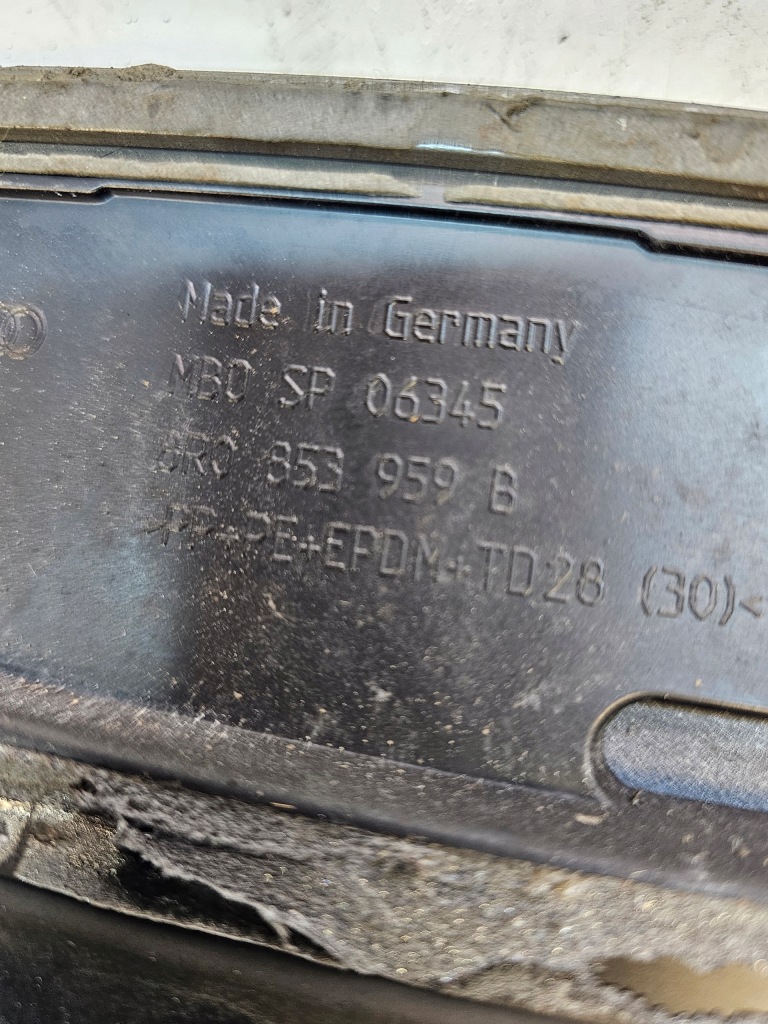 Made in Germany
MBO SP 06345
8R0 853 959 B
>PP+PE+EPDM+TD28 (30)<